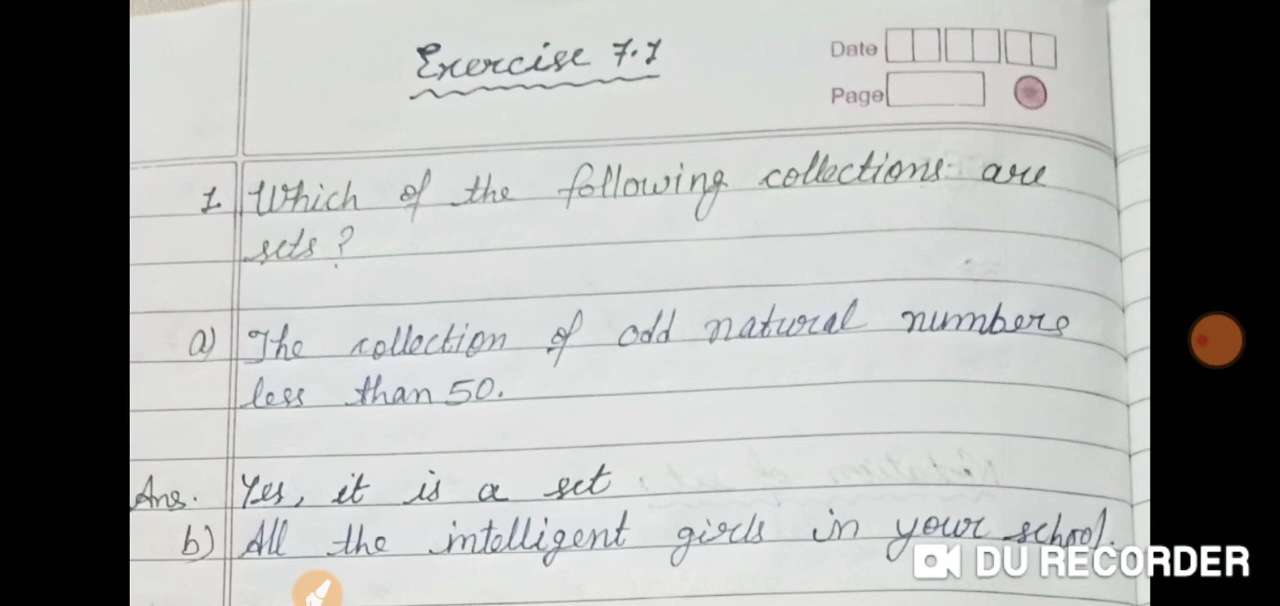 Exercise 7.1
Date
Page
1. Which of the following collections are
sets?
a) The collection of odd natural numbers
less than 50.
Ans. Yes, it is a set
b) All the intelligent girls in your school.
DU RECORDER